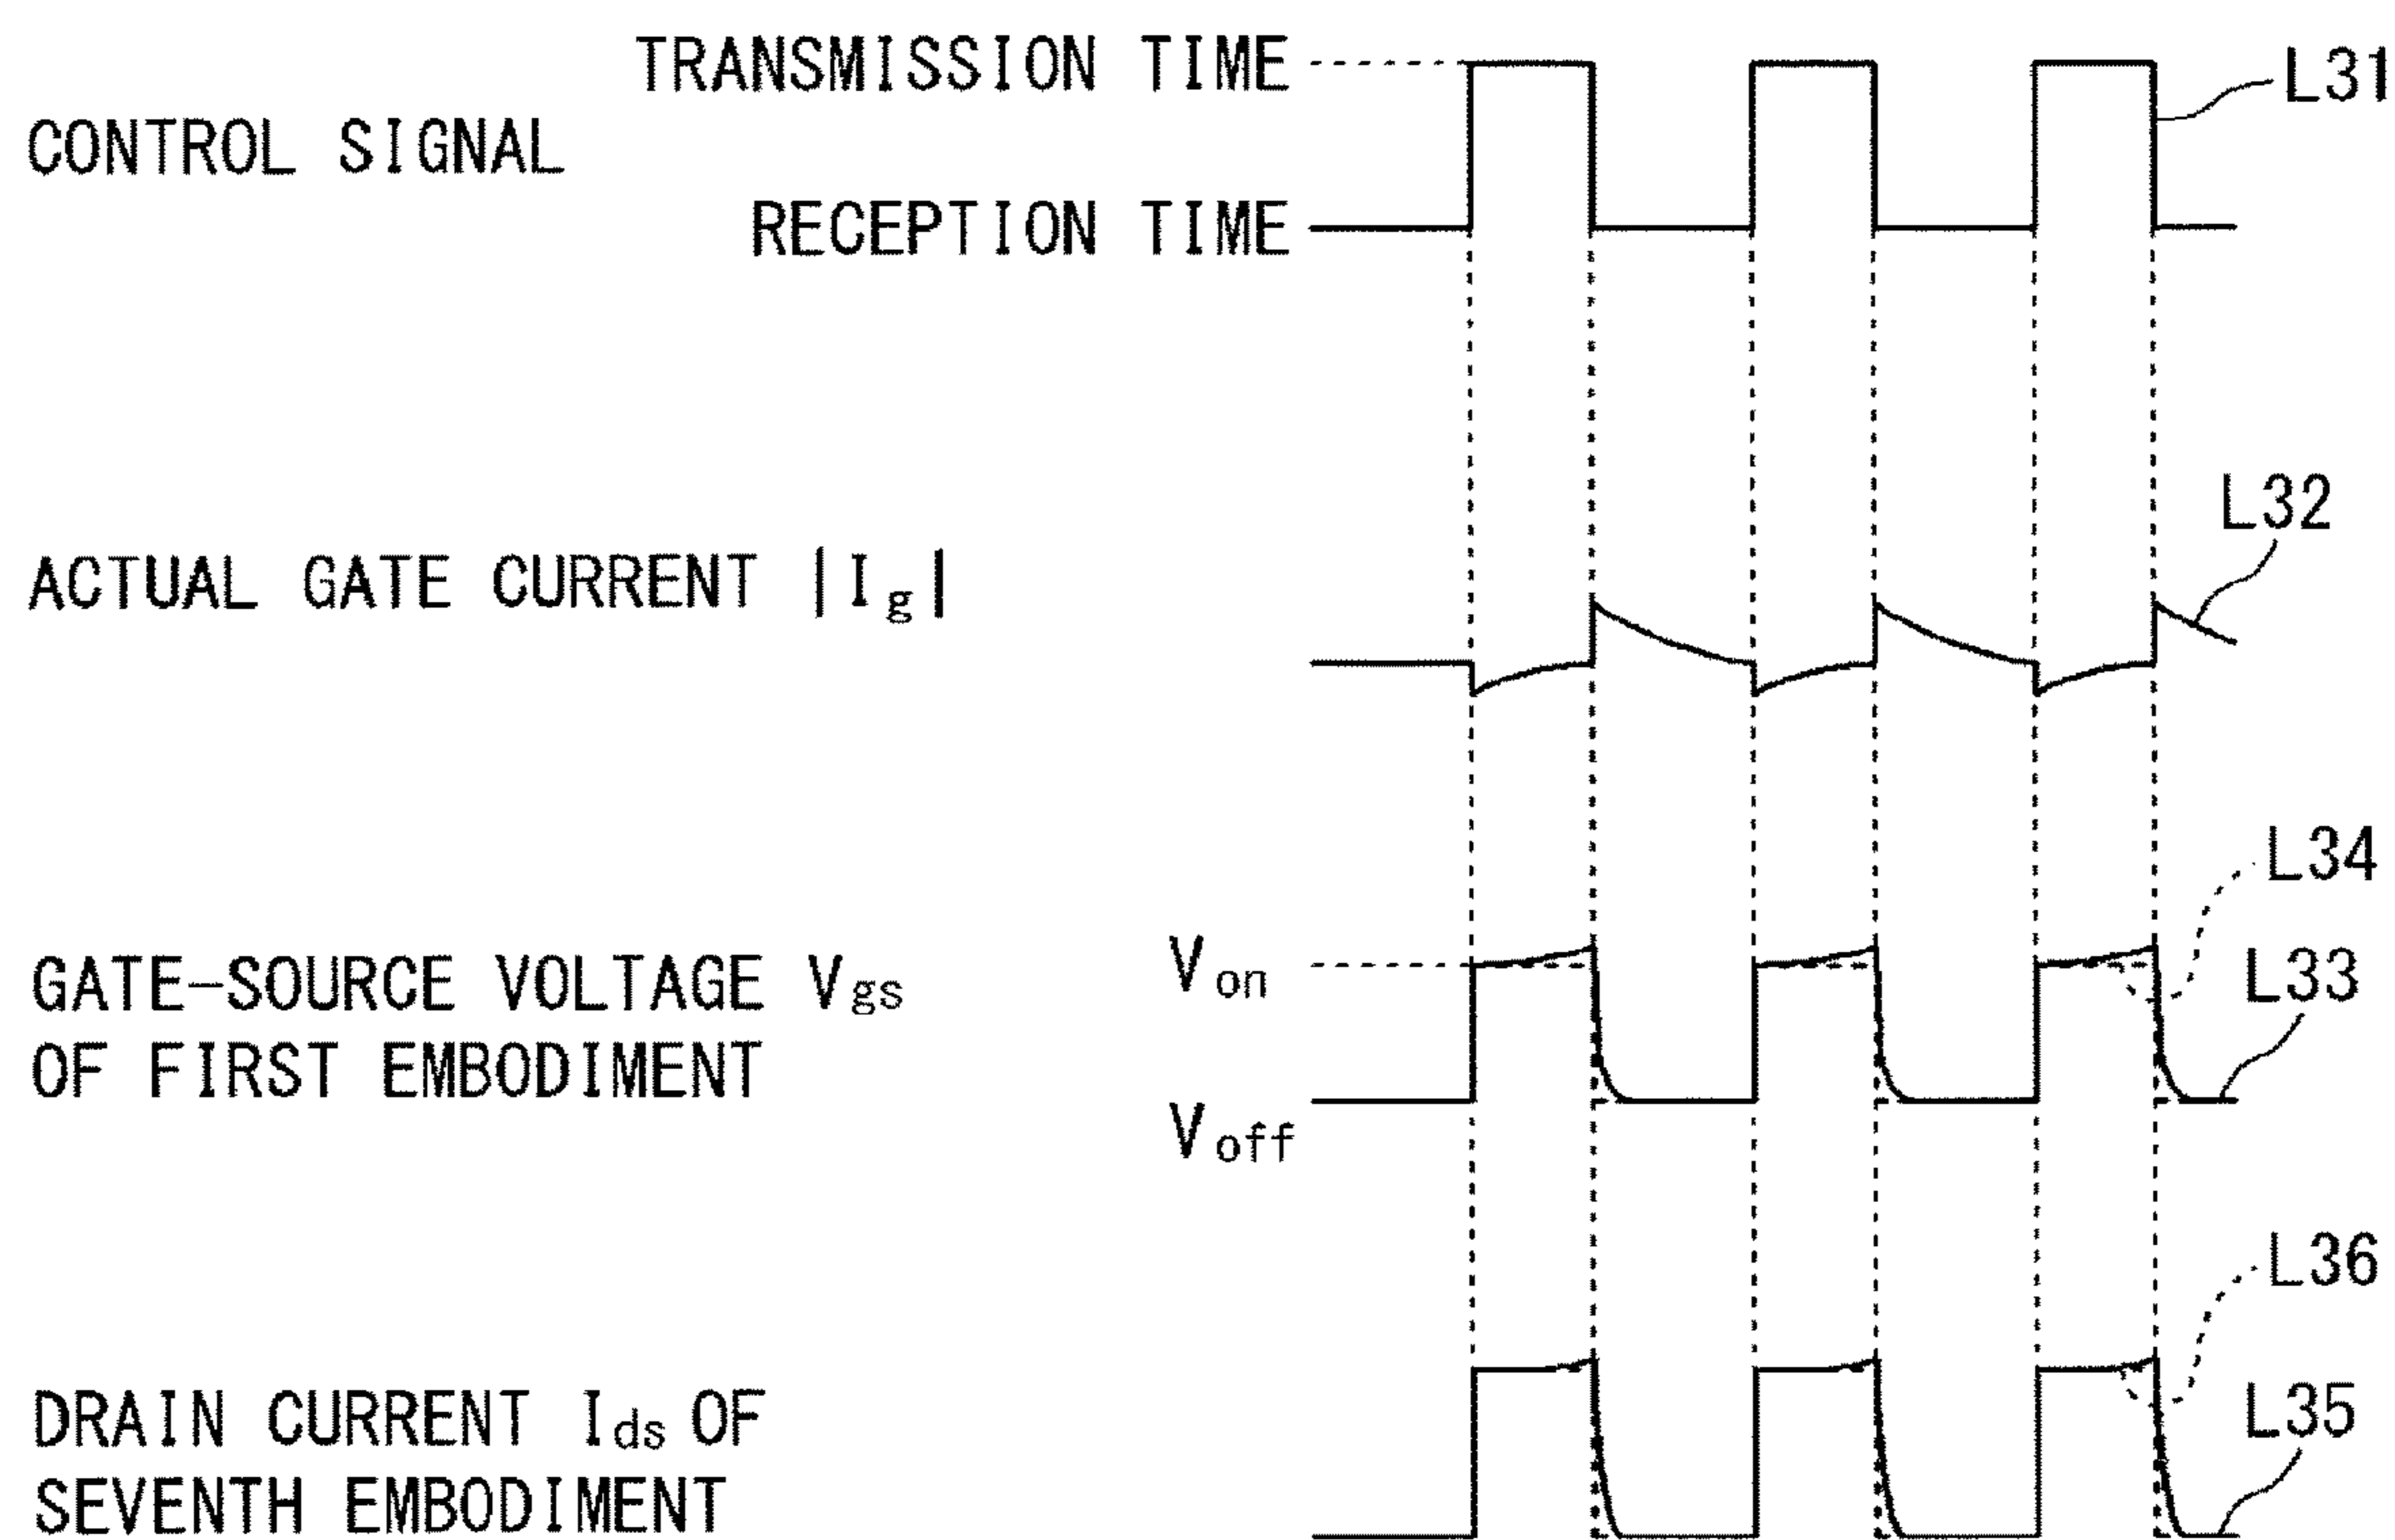 TRANSMISSION TIME
L31
CONTROL SIGNAL
RECEPTION TIME
L32
ACTUAL GATE CURRENT |Ig|
L34
GATE-SOURCE VOLTAGE Vgs
Von
L33
OF FIRST EMBODIMENT
Voff
L36
DRAIN CURRENT Ids OF
L35
SEVENTH EMBODIMENT